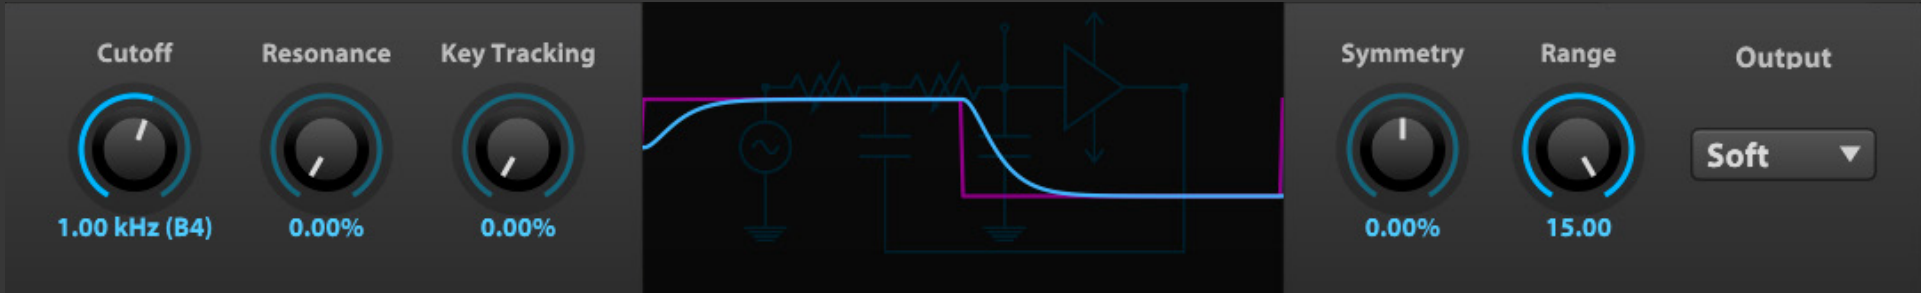 Cutoff
Resonance
Key Tracking
Symmetry
Range
Output
Soft
1.00 kHz (B4)
0.00%
0.00%
0.00%
15.00